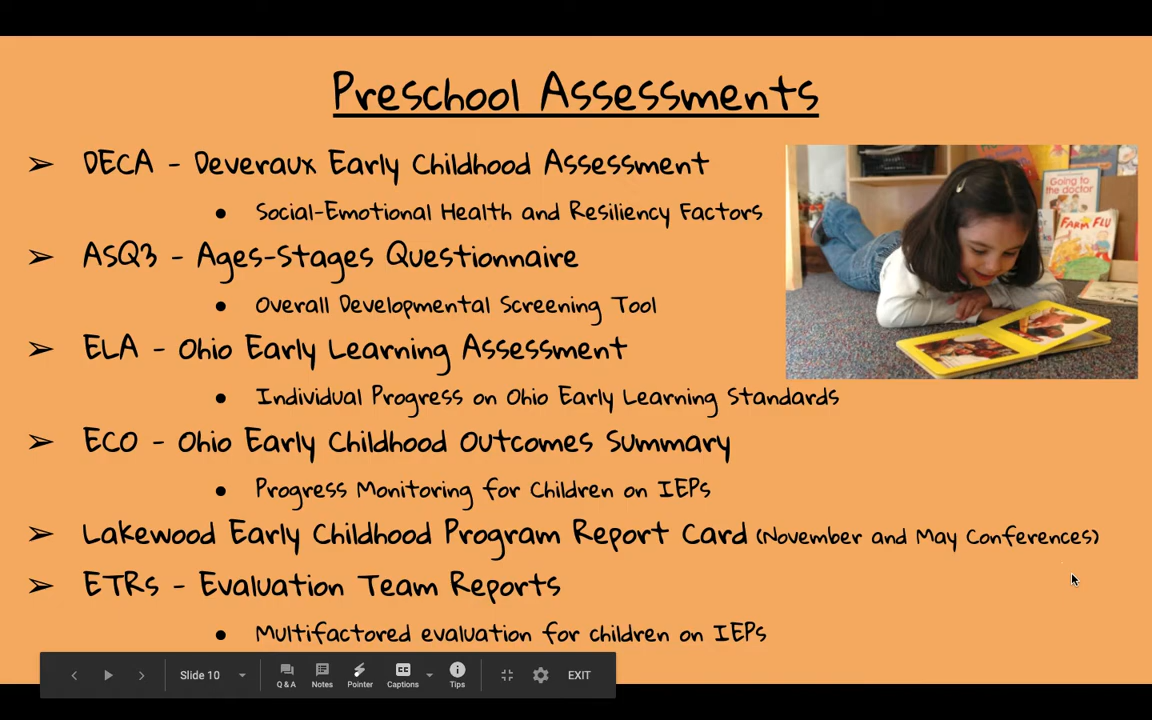 Preschool Assessments
➢ DECA - Deveraux Early Childhood Assessment
● Social-Emotional Health and Resiliency Factors
➢ ASQ3 - Ages-Stages Questionnaire
● Overall Developmental Screening Tool
➢ ELA - Ohio Early Learning Assessment
● Individual Progress on Ohio Early Learning Standards
➢ ECO - Ohio Early Childhood Outcomes Summary
● Progress Monitoring for Children on IEPs
➢ Lakewood Early Childhood Program Report Card (November and May Conferences)
➢ ETRs - Evaluation Team Reports
● Multifactored evaluation for children on IEPs
Going to
the doctor
FARM FLU
Slide 10
Q & A
Notes
Pointer
CC
Captions
Tips
EXIT